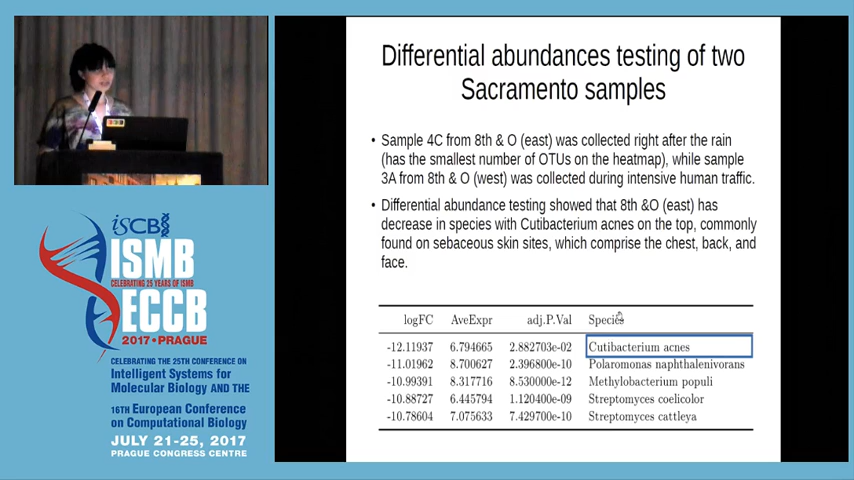 Differential abundances testing of two
Sacramento samples
• Sample 4C from 8th & O (east) was collected right after the rain
(has the smallest number of OTUs on the heatmap), while sample
3A from 8th & O (west) was collected during intensive human traffic.
• Differential abundance testing showed that 8th &O (east) has
decrease in species with Cutibacterium acnes on the top, commonly
found on sebaceous skin sites, which comprise the chest, back, and
face.
logFC AveExpr adj.P.Val Species
-12.11937 6.794665 2.882703e-02 Cutibacterium acnes
-11.01962 8.700627 2.396800e-10 Polaromonas naphthalenivorans
-10.99391 8.317716 8.530000e-12 Methylobacterium populi
-10.88727 6.445794 1.120400e-09 Streptomyces coelicolor
-10.78604 7.075633 7.429700e-10 Streptomyces cattleya
iSCB
ISMB
CELEBRATING 25 YEARS OF ISMB
ECCB
2017 • PRAGUE
CELEBRATING THE 25TH CONFERENCE ON
Intelligent Systems for
Molecular Biology AND THE
16TH European Conference
on Computational Biology
JULY 21-25, 2017
PRAGUE CONGRESS CENTRE